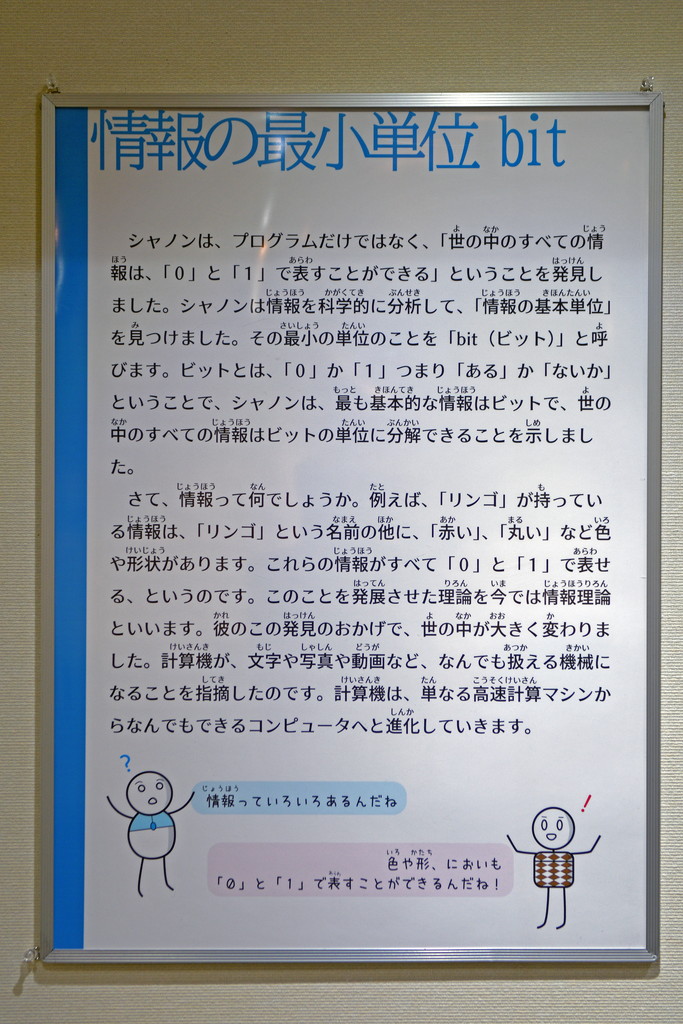 情報の最小単位 bit
シャノンは、プログラムだけではなく、「世の中のすべての情
報は、「0」と「1」で表すことができる」ということを発見し
ました。シャノンは情報を科学的に分析して、「情報の基本単位」
を見つけました。その最小の単位のことを「bit（ビット）」と呼
びます。ビットとは、「0」か「1」つまり「ある」か「ないか」
ということで、シャノンは、最も基本的な情報はビットで、世の
中のすべての情報はビットの単位に分解できることを示しまし
た。
さて、情報って何でしょうか。例えば、「リンゴ」が持ってい
る情報は、「リンゴ」という名前の他に、「赤い」、「丸い」など色
や形状があります。これらの情報がすべて「0」と「1」で表せ
る、というのです。このことを発展させた理論を今では情報理論
といいます。彼のこの発見のおかげで、世の中が大きく変わりま
した。計算機が、文字や写真や動画など、なんでも扱える機械に
なることを指摘したのです。計算機は、単なる高速計算マシンか
らなんでもできるコンピュータへと進化していきます。
?
情報っていろいろあるんだね
!
色や形、においも
「0」と「1」で表すことができるんだね！